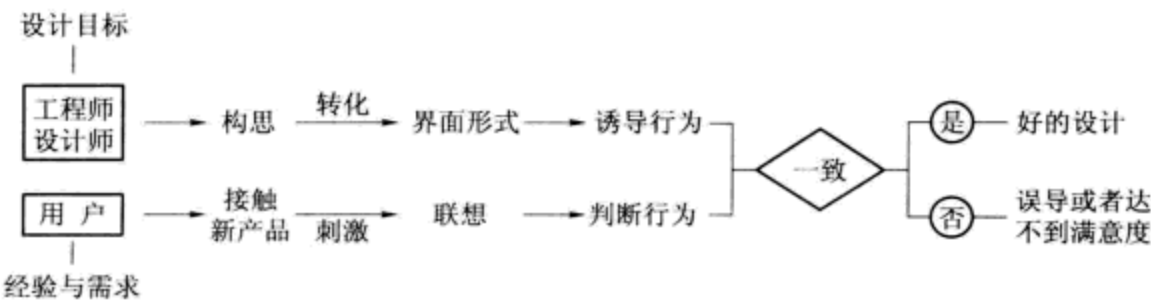 设计目标
工程师
设计师
构思
转化
界面形式
诱导行为
用户
接触
新产品
刺激
联想
判断行为
一致
是
好的设计
否
误导或者达
不到满意度
经验与需求